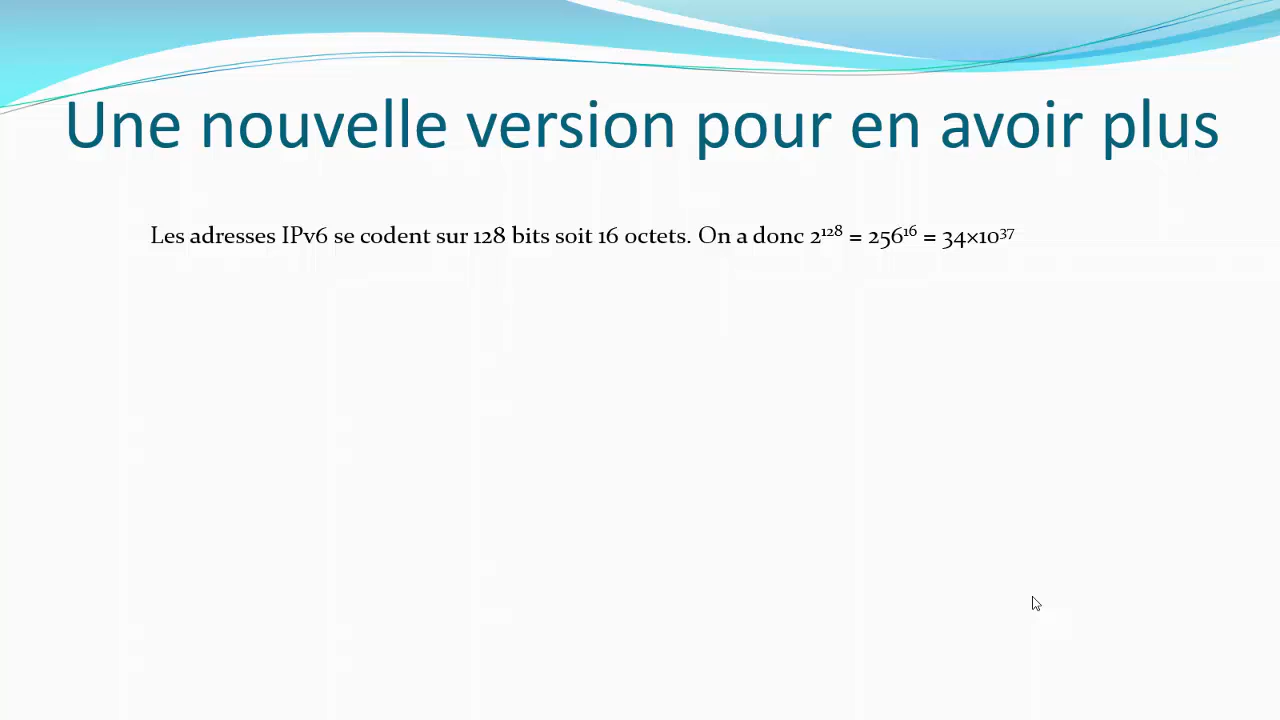 Une nouvelle version pour en avoir plus
Les adresses IPv6 se codent sur 128 bits soit 16 octets. On a donc 2¹²⁸ = 256¹⁶ = 34×10³⁷